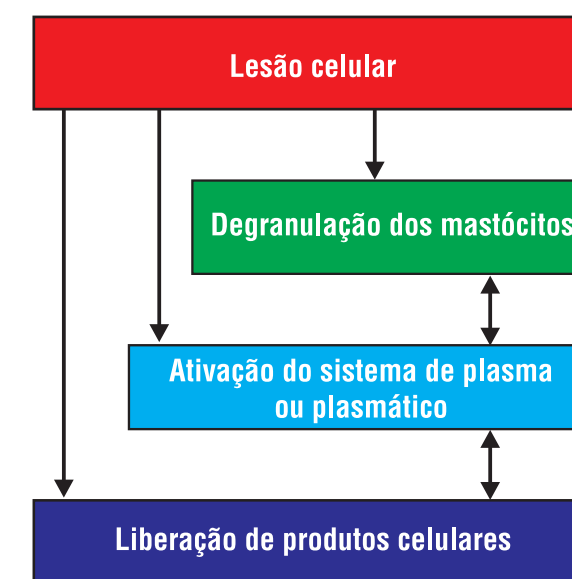 Lesão celular
Degranulação dos mastócitos
Ativação do sistema de plasma
ou plasmático
Liberação de produtos celulares